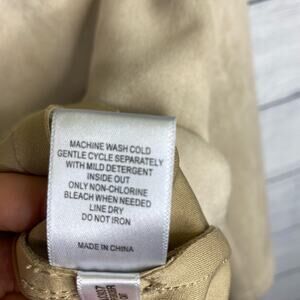 MACHINE WASH COLD
GENTLE CYCLE SEPARATELY
WITH MILD DETERGENT
INSIDE OUT
ONLY NON-CHLORINE
BLEACH WHEN NEEDED
LINE DRY
DO NOT IRON
MADE IN CHINA